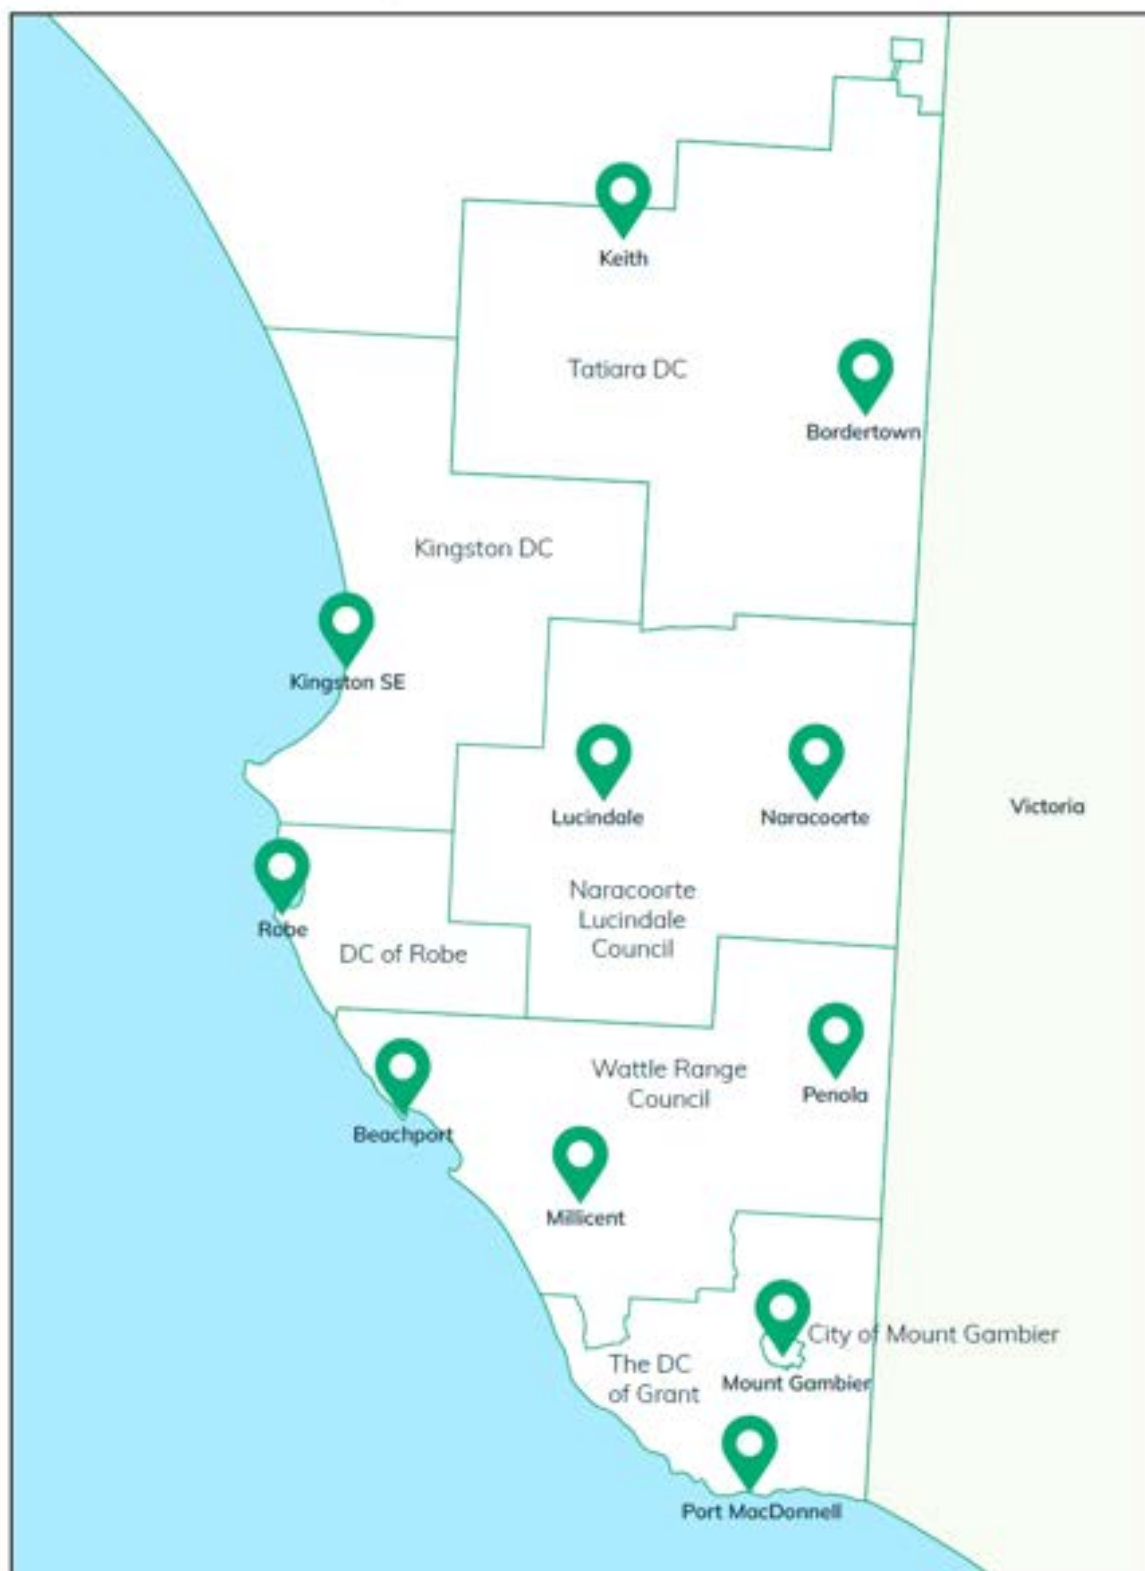 Keith
Tatiara DC
Bordertown
Kingston DC
Kingston SE
Lucindale
Naracoorte
Victoria
Naracoorte
Lucindale
Council
Robe
DC of Robe
Wattle Range
Council
Penola
Beachport
Millicent
City of Mount Gambier
The DC
of Grant
Mount Gambier
Port MacDonnell